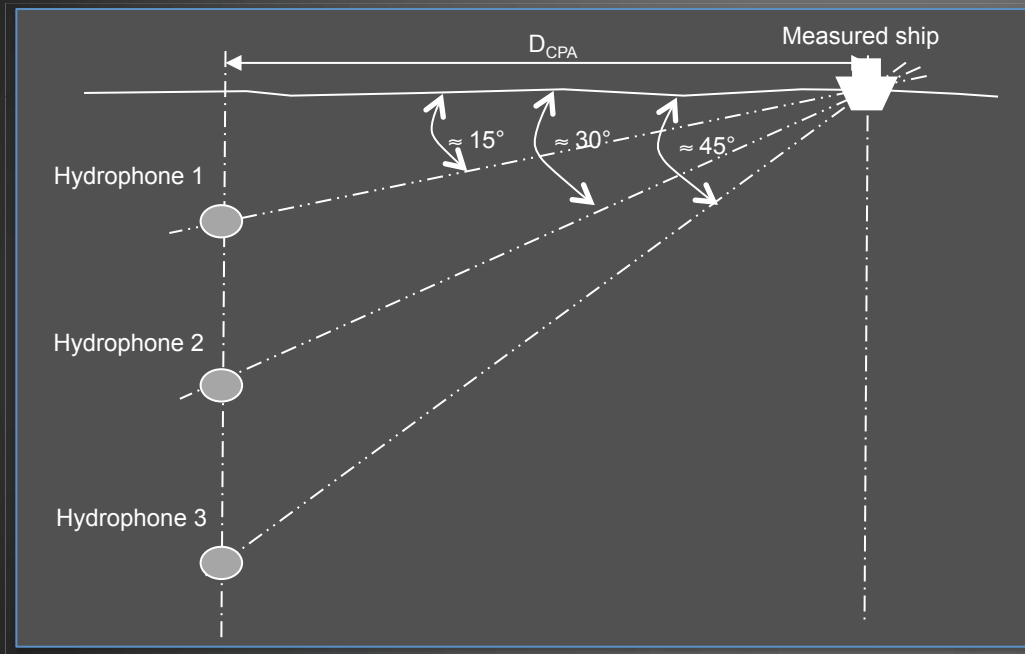 Measured ship
D_CPA
≈ 15°
≈ 30°
≈ 45°
Hydrophone 1
Hydrophone 2
Hydrophone 3